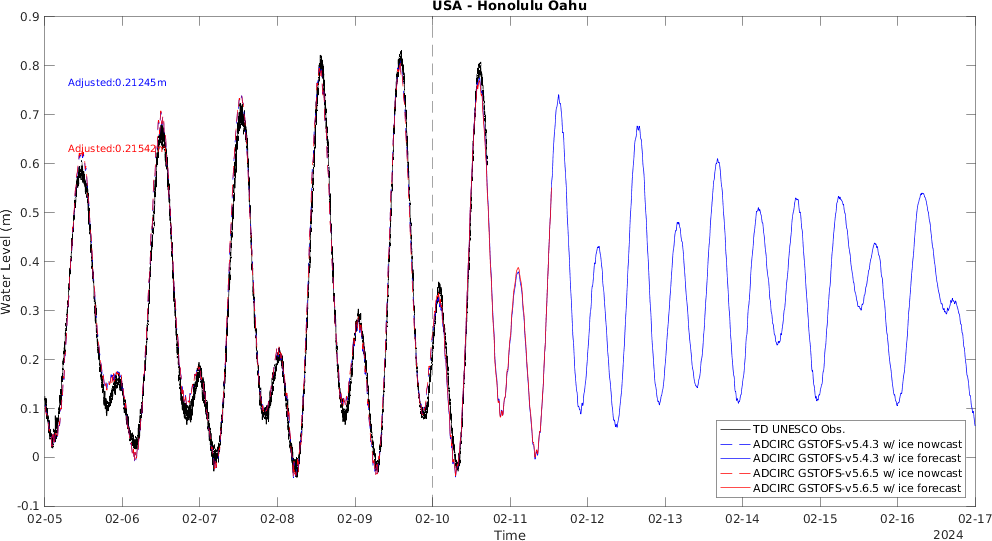 USA - Honolulu Oahu
0.9
0.8
0.7
0.6
0.5
0.4
0.3
0.2
0.1
0
-0.1
Water Level (m)
Adjusted:0.21245m
Adjusted:0.21542m
TD UNESCO Obs.
ADCIRC GSTOFS-v5.4.3 w/ ice nowcast
ADCIRC GSTOFS-v5.4.3 w/ ice forecast
ADCIRC GSTOFS-v5.6.5 w/ ice nowcast
ADCIRC GSTOFS-v5.6.5 w/ ice forecast
02-05 02-06 02-07 02-08 02-09 02-10 02-11 02-12 02-13 02-14 02-15 02-16 02-17
Time
2024